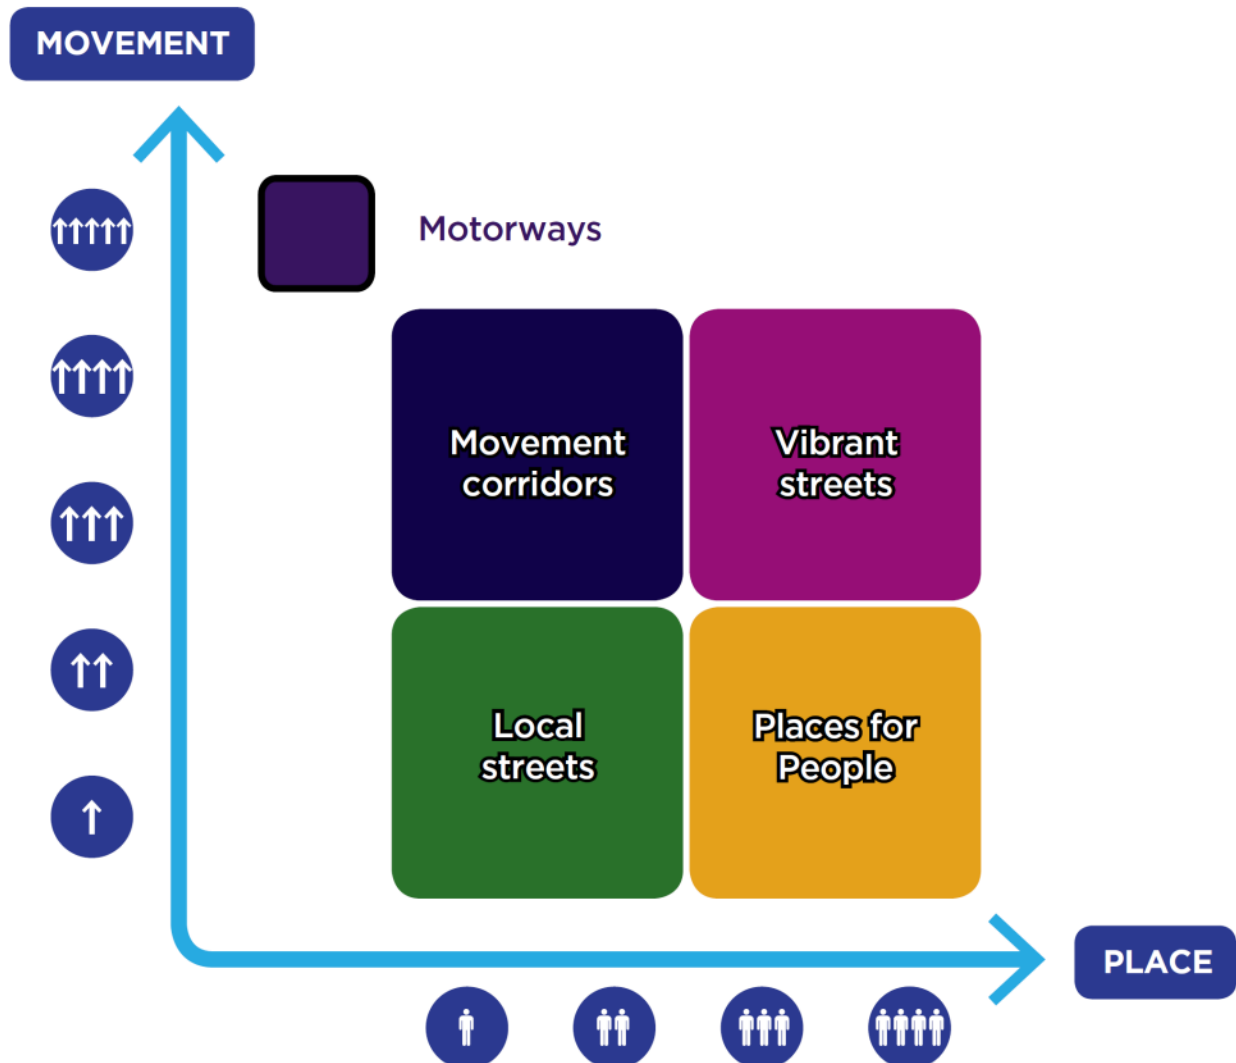 MOVEMENT
Motorways
Movement
corridors
Vibrant
streets
Local
streets
Places for
People
PLACE